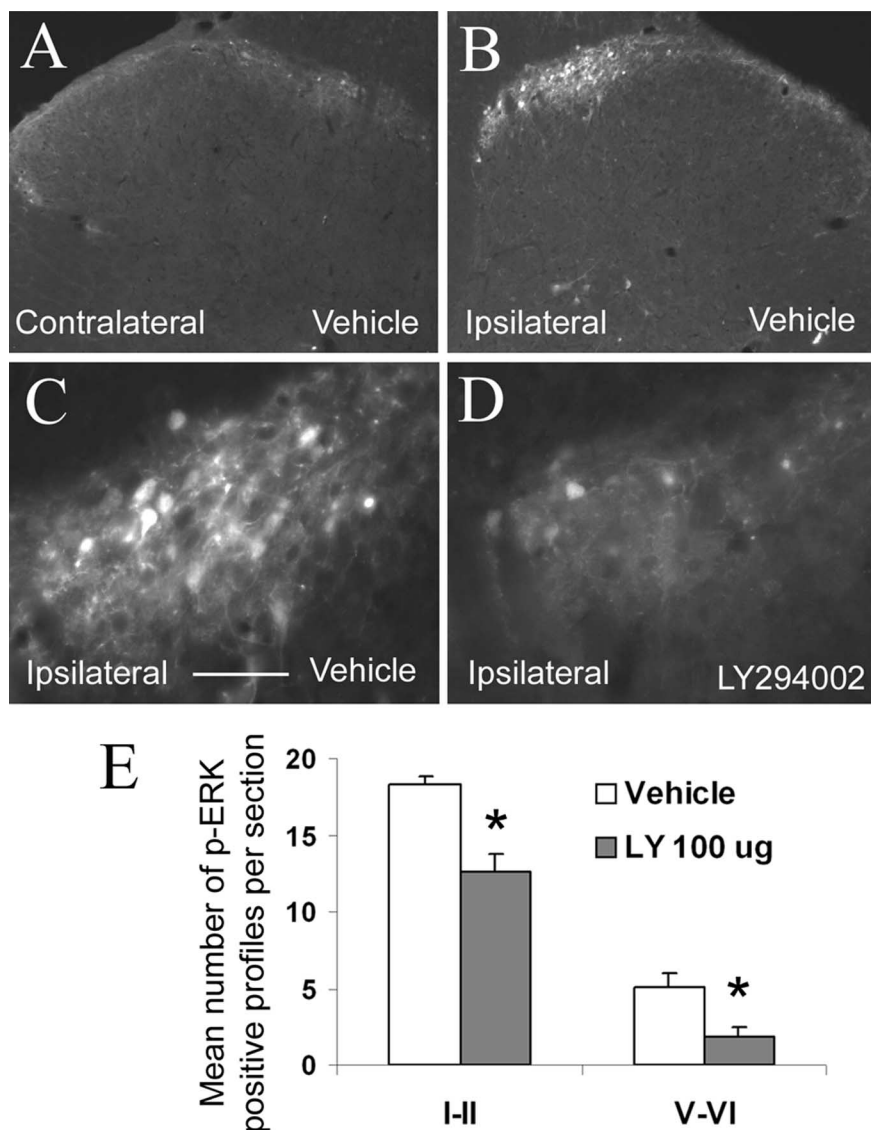 A
Contralateral Vehicle
B
Ipsilateral Vehicle
C
Ipsilateral Vehicle
D
Ipsilateral LY294002
E
Mean number of p-ERK
positive profiles per section
20
15
10
5
0
Vehicle
LY 100 ug
*
*
I-II
V-VI